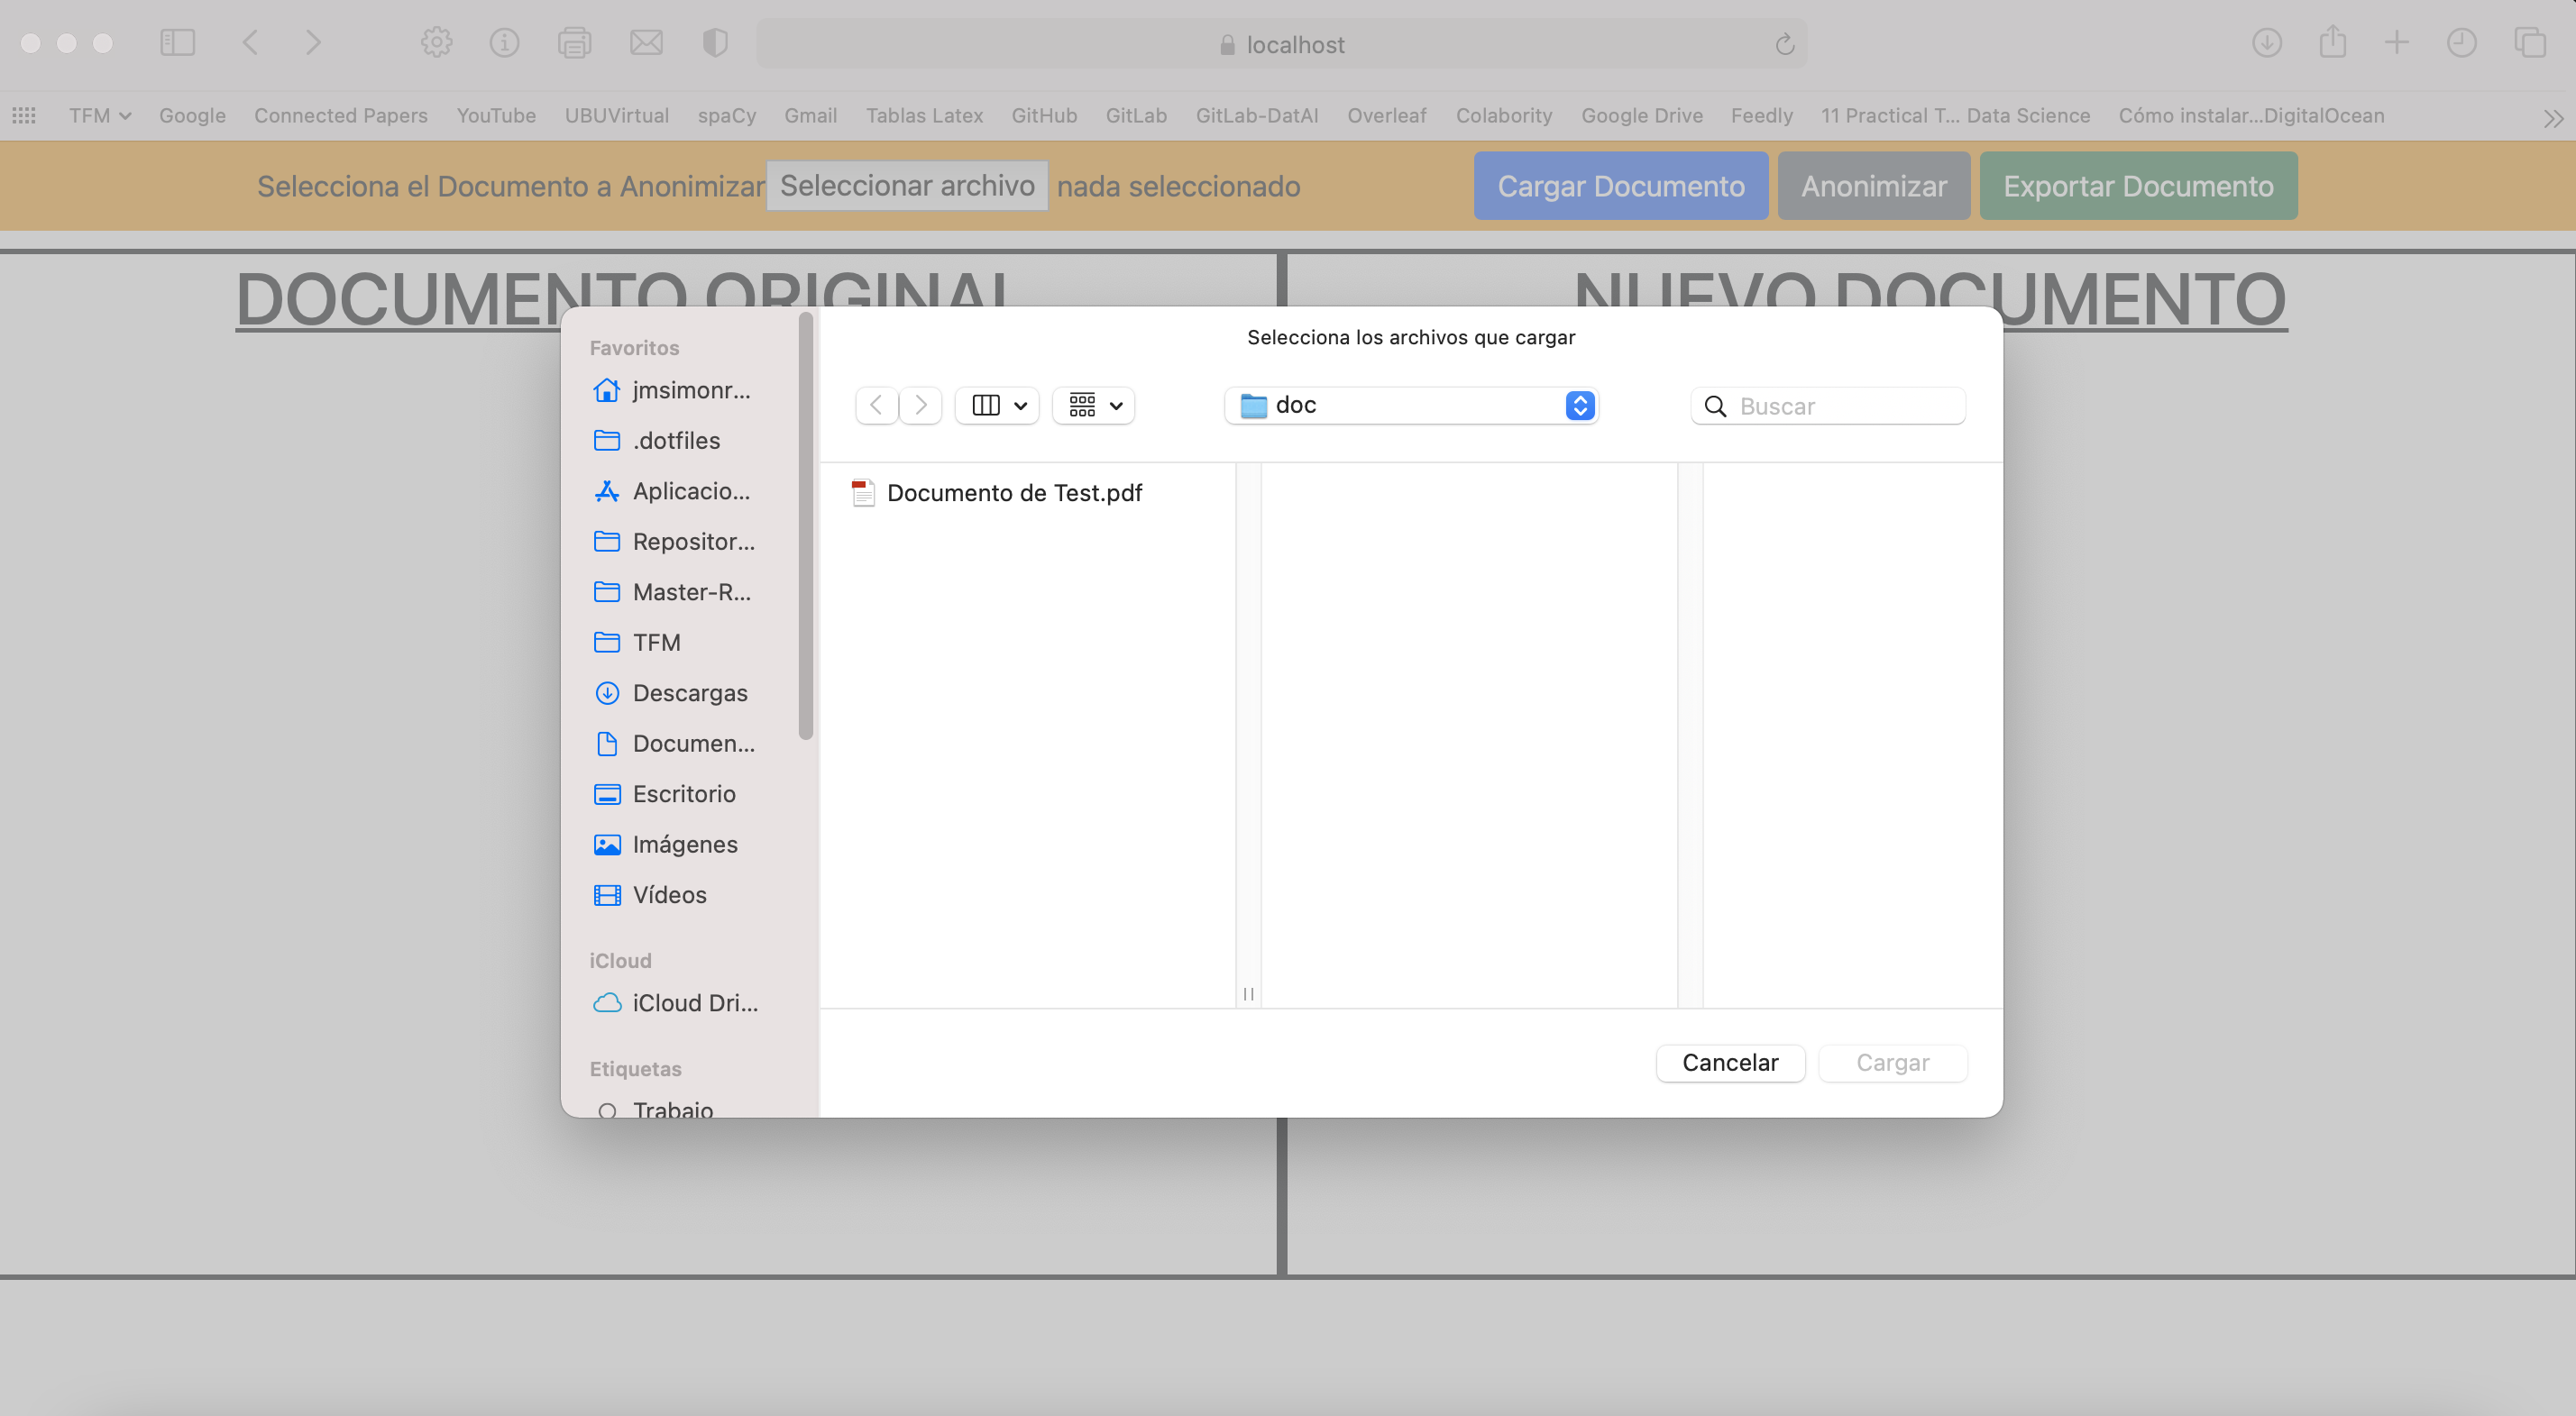 localhost
TFM Google Connected Papers YouTube UBUVirtual spaCy Gmail Tablas Latex GitHub GitLab GitLab-DatAI Overleaf Colabority Google Drive Feedly 11 Practical T... Data Science Cómo instalar...DigitalOcean
Selecciona el Documento a Anonimizar Seleccionar archivo nada seleccionado Cargar Documento Anonimizar Exportar Documento
DOCUMENTO ORIGINAL NUEVO DOCUMENTO
Selecciona los archivos que cargar
Favoritos
jmsimonr...
.dotfiles
Aplicacio...
Repositor...
Master-R...
TFM
Descargas
Documen...
Escritorio
Imágenes
Vídeos
iCloud
iCloud Dri...
Etiquetas
Trabajo
doc
Buscar
Documento de Test.pdf
Cancelar Cargar